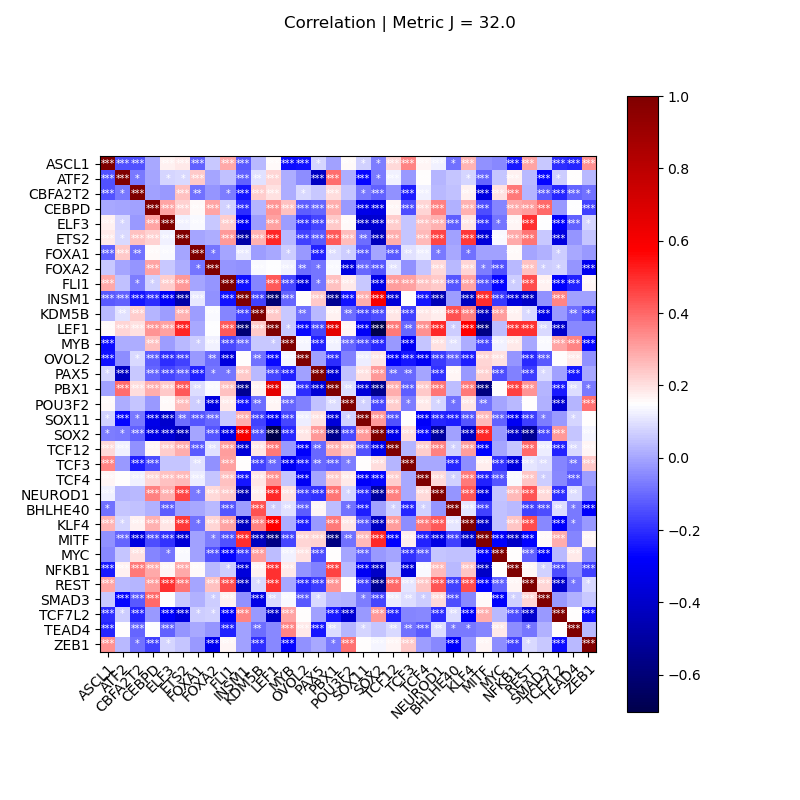 Correlation | Metric J = 32.0
ASCL1
ATF2
CBFA2T2
CEBPD
ELF3
ETS2
FOXA1
FOXA2
FLI1
INSM1
KDM5B
LEF1
MYB
OVOL2
PAX5
PBX1
POU3F2
SOX11
SOX2
TCF12
TCF3
TCF4
NEUROD1
BHLHE40
KLF4
MITF
MYC
NFKB1
REST
SMAD3
TCF7L2
TEAD4
ZEB1
ASCL1
ATF2
CBFA2T2
CEBPD
ELF3
ETS2
FOXA1
FOXA2
FLI1
INSM1
KDM5B
LEF1
MYB
OVOL2
PAX5
PBX1
POU3F2
SOX11
SOX2
TCF12
TCF3
TCF4
NEUROD1
BHLHE40
KLF4
MITF
MYC
NFKB1
REST
SMAD3
TCF7L2
TEAD4
ZEB1
1.0
0.8
0.6
0.4
0.2
0.0
−0.2
−0.4
−0.6